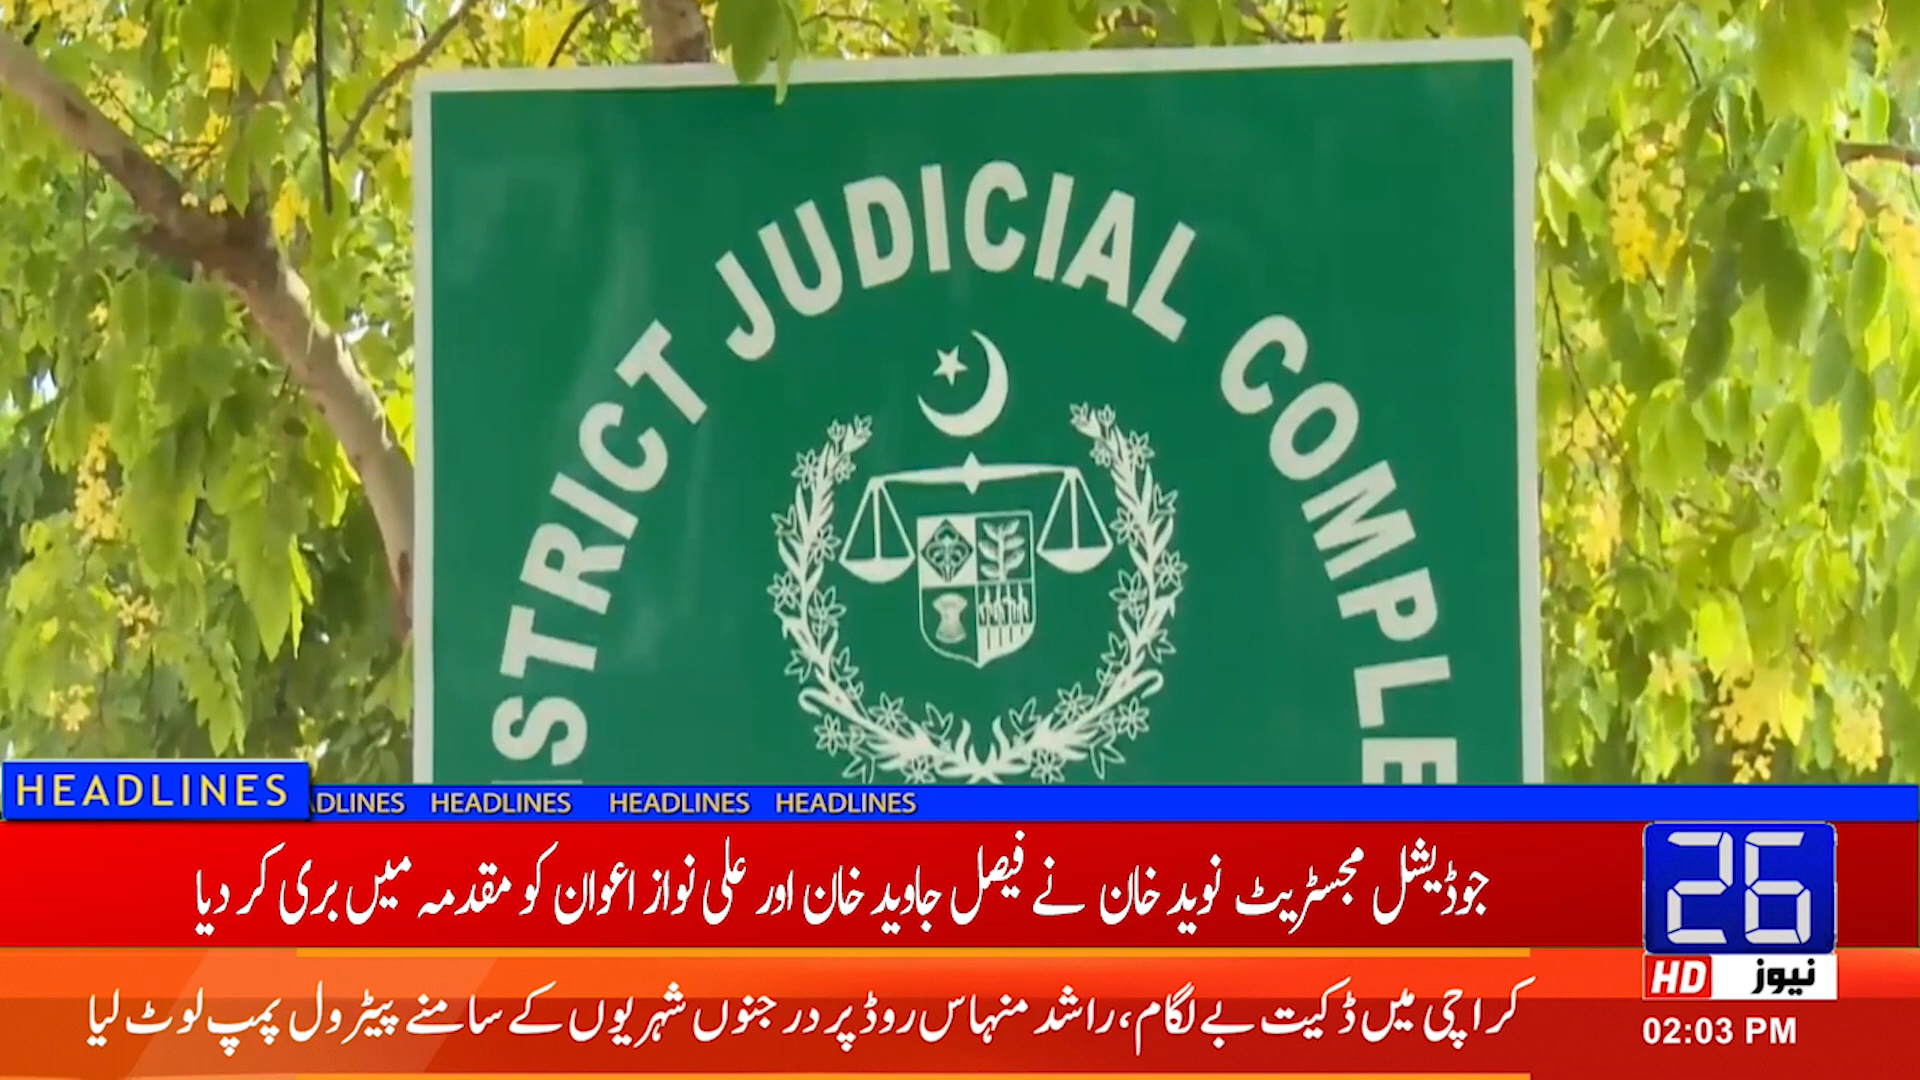 DISTRICT JUDICIAL COMPLE
HEADLINES
ADLINES HEADLINES HEADLINES HEADLINES
جوڈیشل مجسٹریٹ نوید خان نے فیصل جاوید خان اور علی نواز اعوان کو مقدمہ میں بری کر دیا
26
HD نیوز
کراچی میں ڈکیت بے لگام، راشد منہاس روڈ پر درجنوں شہریوں کے سامنے پیٹرول پمپ لوٹ لیا
02:03 PM